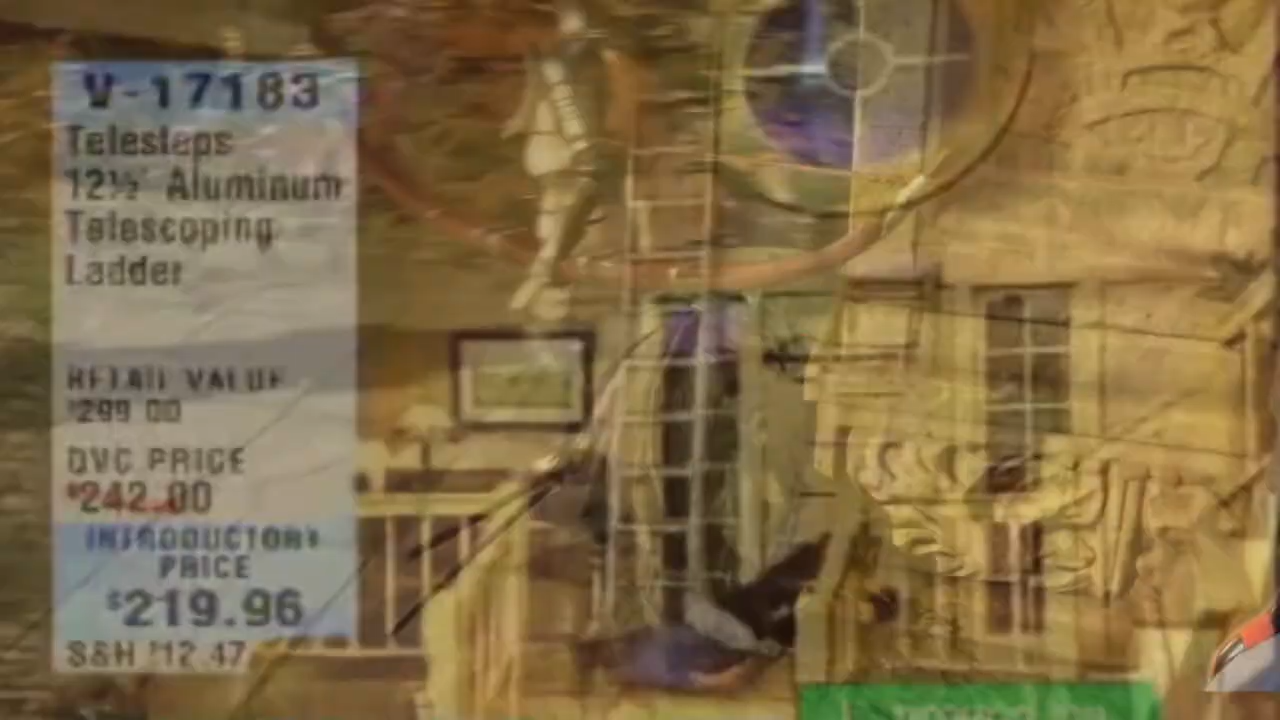 V-17183
Telesteps
12½' Aluminum
Telescoping
Ladder
RETAIL VALUE
$299.00
QVC PRICE
$242.00
INTRODUCTORY
PRICE
$219.96
S&H $12.47